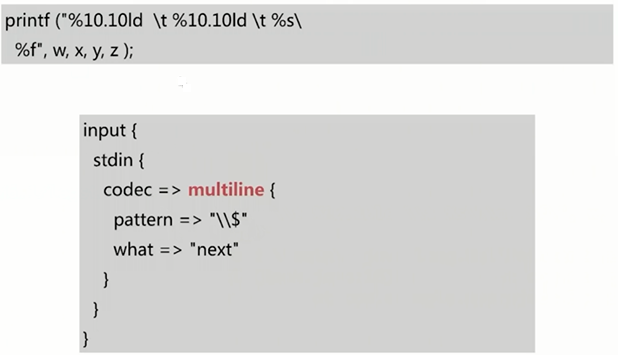 printf ("%10.10ld  \t %10.10ld \t %s\
%f", w, x, y, z );
input {
stdin {
codec => multiline {
pattern => "\\$"
what => "next"
}
}
}